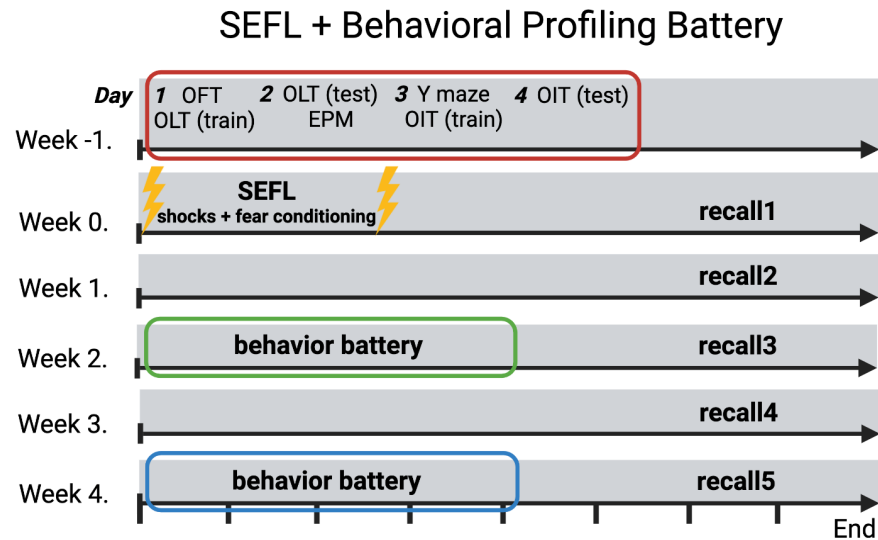 SEFL + Behavioral Profiling Battery
Day 1 OFT 2 OLT (test) 3 Y maze 4 OIT (test)
OLT (train) EPM OIT (train)
Week -1.
SEFL
shocks + fear conditioning
Week 0. recall1
Week 1. recall2
Week 2. behavior battery recall3
Week 3. recall4
Week 4. behavior battery recall5
End